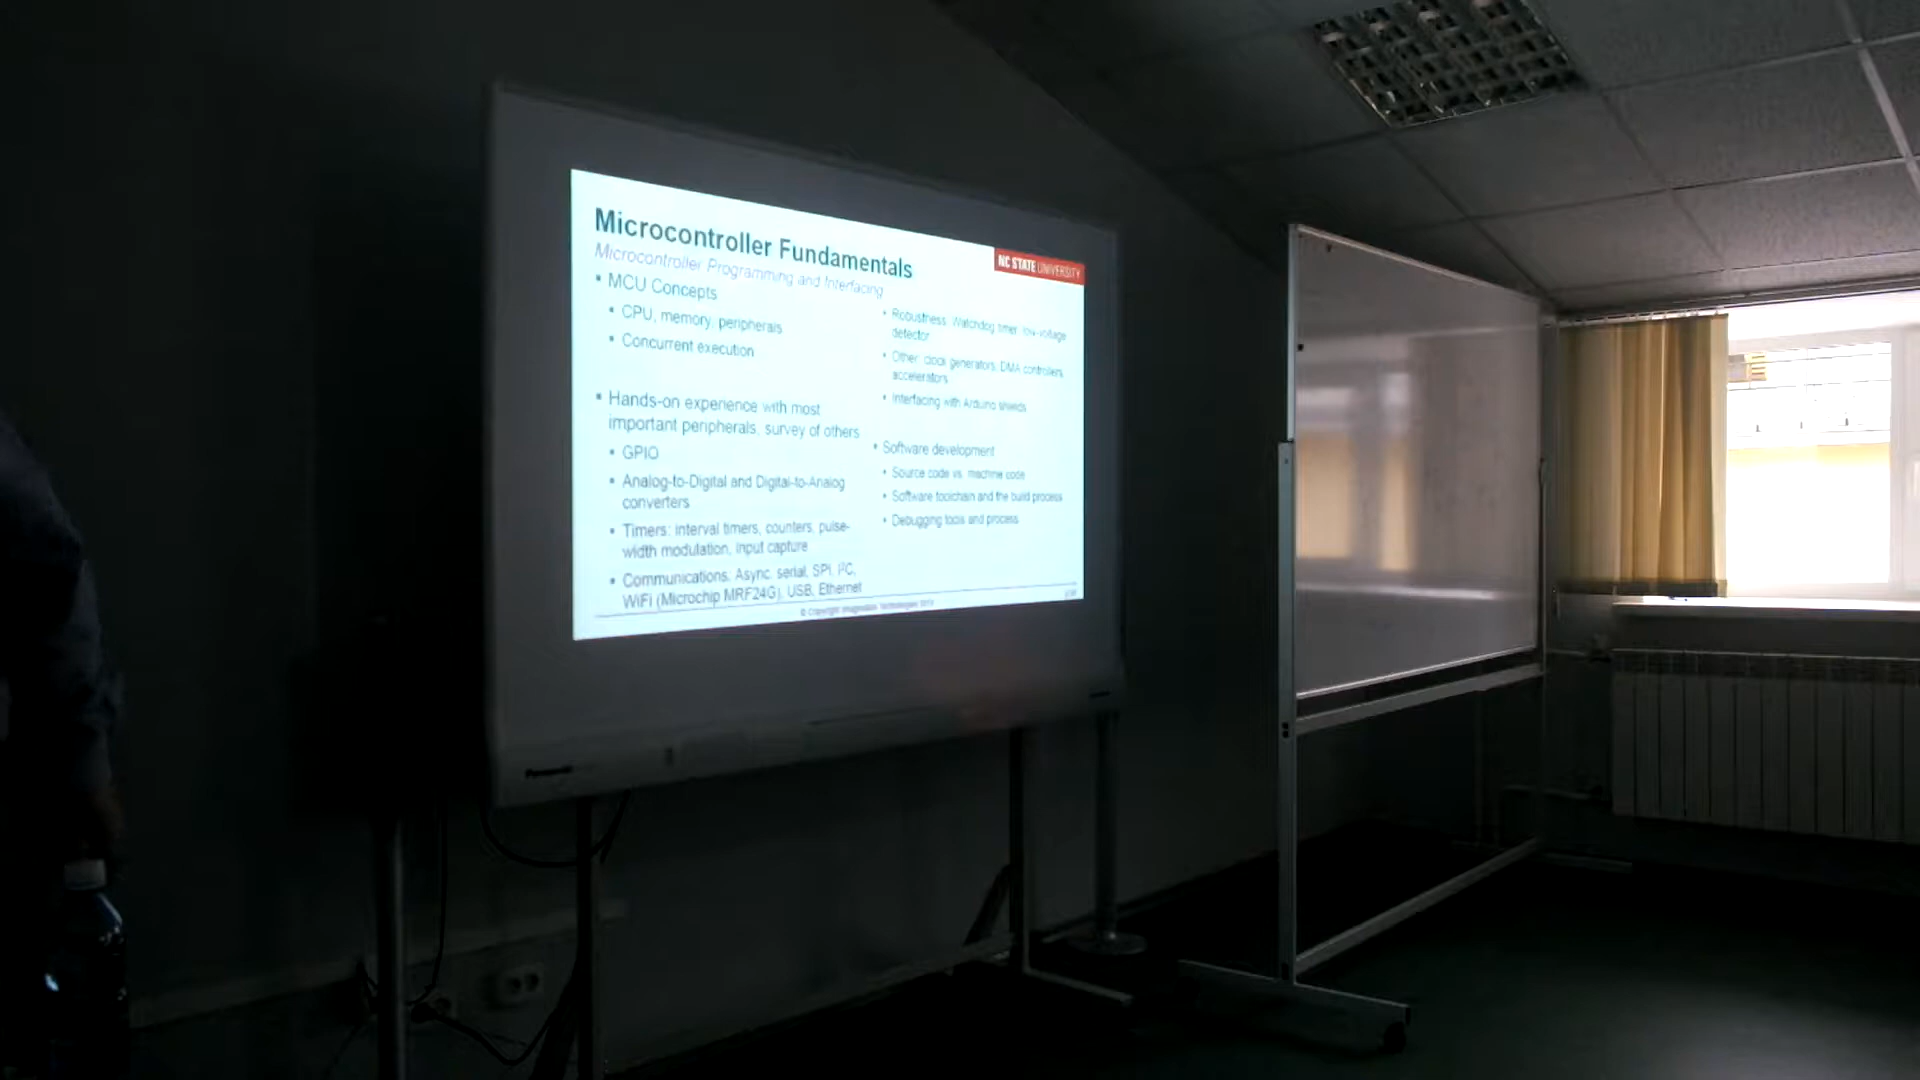 Microcontroller Fundamentals
Microcontroller Programming and Interfacing
NC STATE UNIVERSITY
▪ MCU Concepts
• CPU, memory, peripherals
• Concurrent execution
▪ Hands-on experience with most
important peripherals, survey of others
• GPIO
• Analog-to-Digital and Digital-to-Analog
converters
• Timers: interval timers, counters, pulse-
width modulation, input capture
• Communications: Async. serial, SPI, I²C,
WiFi (Microchip MRF24G), USB, Ethernet
• Robustness: Watchdog timer, low-voltage
detector
• Other: clock generators, DMA controllers,
accelerators
• Interfacing with Arduino shields
• Software development
• Source code vs. machine code
• Software toolchain and the build process
• Debugging tools and process
© Copyright Imagination Technologies
Panasonic